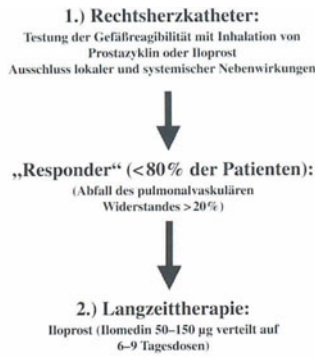 1.) Rechtsherzkatheter:
Testung der Gefäßreagibilität mit Inhalation von
Prostazyklin oder Iloprost
Ausschluss lokaler und systemischer Nebenwirkungen
„Responder“ (<80% der Patienten):
(Abfall des pulmonalvaskulären
Widerstandes >20%)
2.) Langzeittherapie:
Iloprost (Ilomedin 50–150 µg verteilt auf
6–9 Tagesdosen)